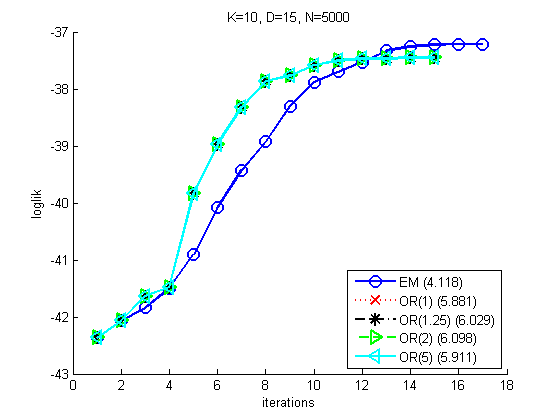 K=10, D=15, N=5000
loglik
-37
-38
-39
-40
-41
-42
-43
0 2 4 6 8 10 12 14 16 18
iterations
EM (4.118)
OR(1) (5.881)
OR(1.25) (6.029)
OR(2) (6.098)
OR(5) (5.911)